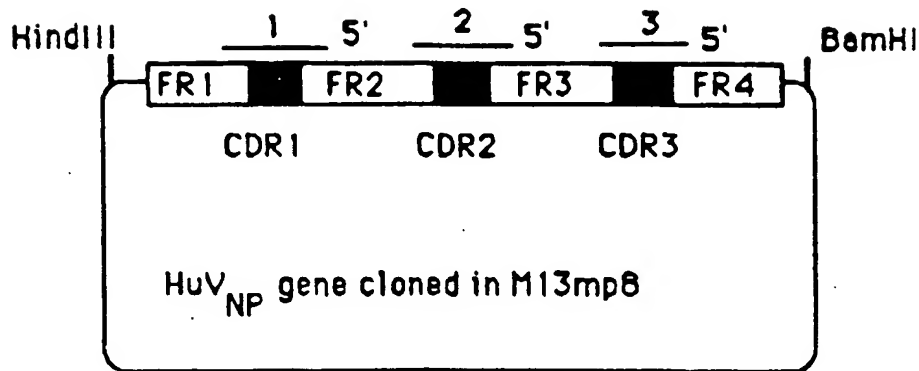 HindIII 1 5' 2 5' 3 5' BamHI
FR1 FR2 FR3 FR4
CDR1 CDR2 CDR3
HuV_NP gene cloned in M13mp8